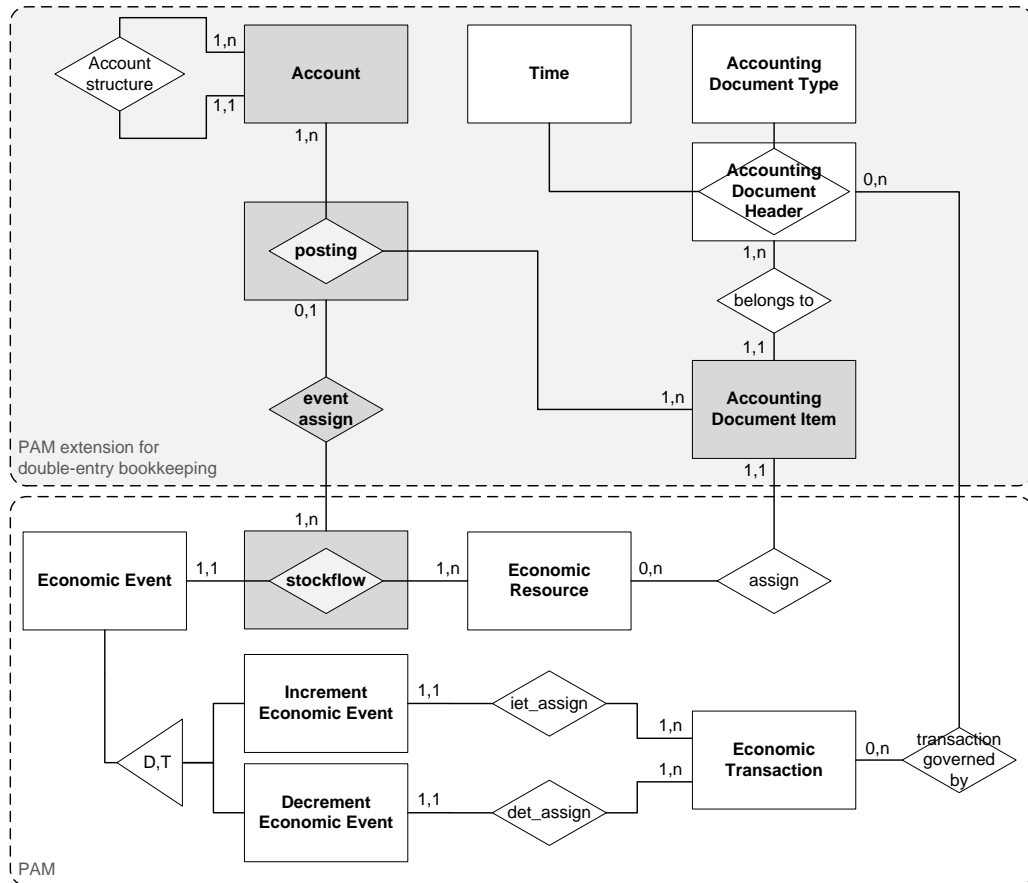 1,n
Account
structure
1,1
Account
1,n
Time
Accounting
Document Type
Accounting
Document
Header
0,n
1,n
posting
0,1
belongs to
1,1
event
assign
1,n
Accounting
Document Item
1,1
PAM extension for
double-entry bookkeeping
1,n
Economic Event
1,1
stockflow
1,n
Economic
Resource
0,n
assign
Increment
Economic Event
1,1
iet_assign
1,n
D,T
Economic
Transaction
0,n
transaction
governed
by
1,n
Decrement
Economic Event
1,1
det_assign
PAM